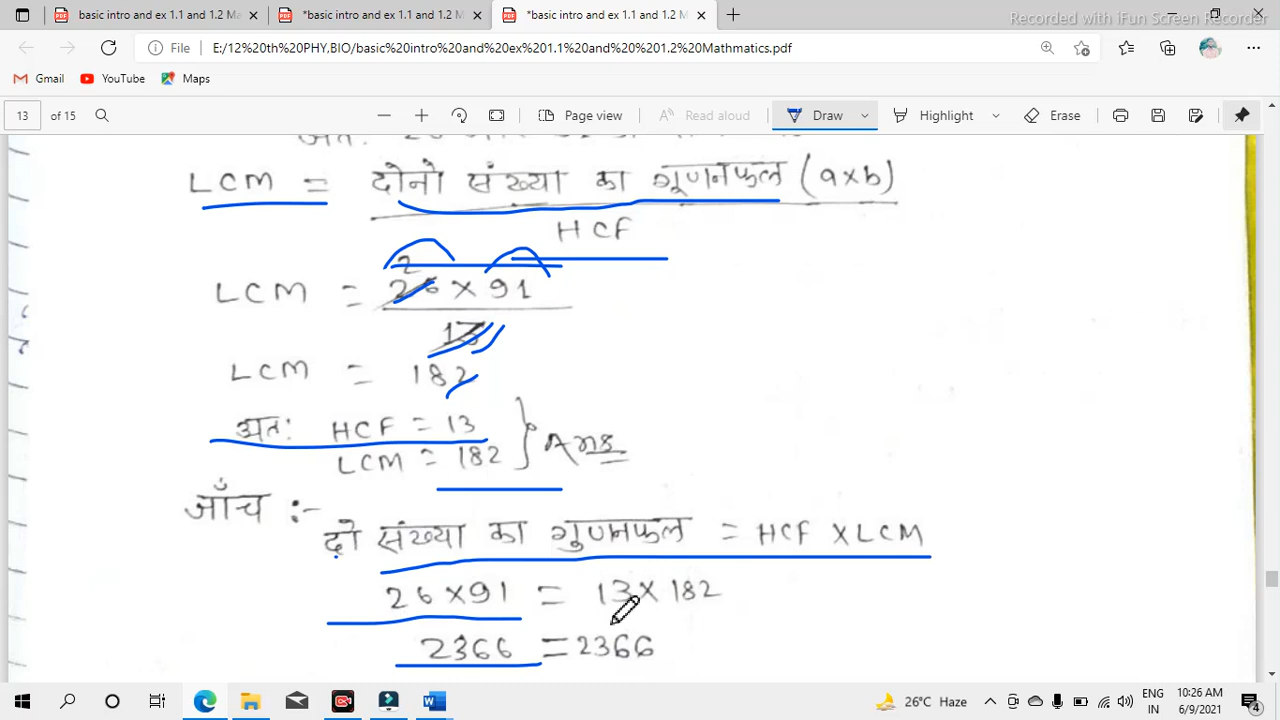 *basic intro and ex 1.1 and 1.2 M
*basic intro and ex 1.1 and 1.2 M
*basic intro and ex 1.1 and 1.2 M
Recorded with iFun Screen Recorder
File E:/12%20th%20PHY,BIO/basic%20intro%20and%20ex%201.1%20and%20%201.2%20Mathmatics.pdf
Gmail YouTube Maps
13 of 15 Page view Read aloud Draw Highlight Erase
अतः
LCM = दोनो संख्या का गूणनफल (a×b)
HCF
2
LCM = 26 × 91
13
LCM = 182
अतः HCF = 13
LCM = 182 } Ans
जाँच :-
दो संख्या का गुणनफल = HCF × LCM
26 × 91 = 13 × 182
2366 = 2366
26°C Haze
ENG
IN
10:26 AM
6/9/2021
4